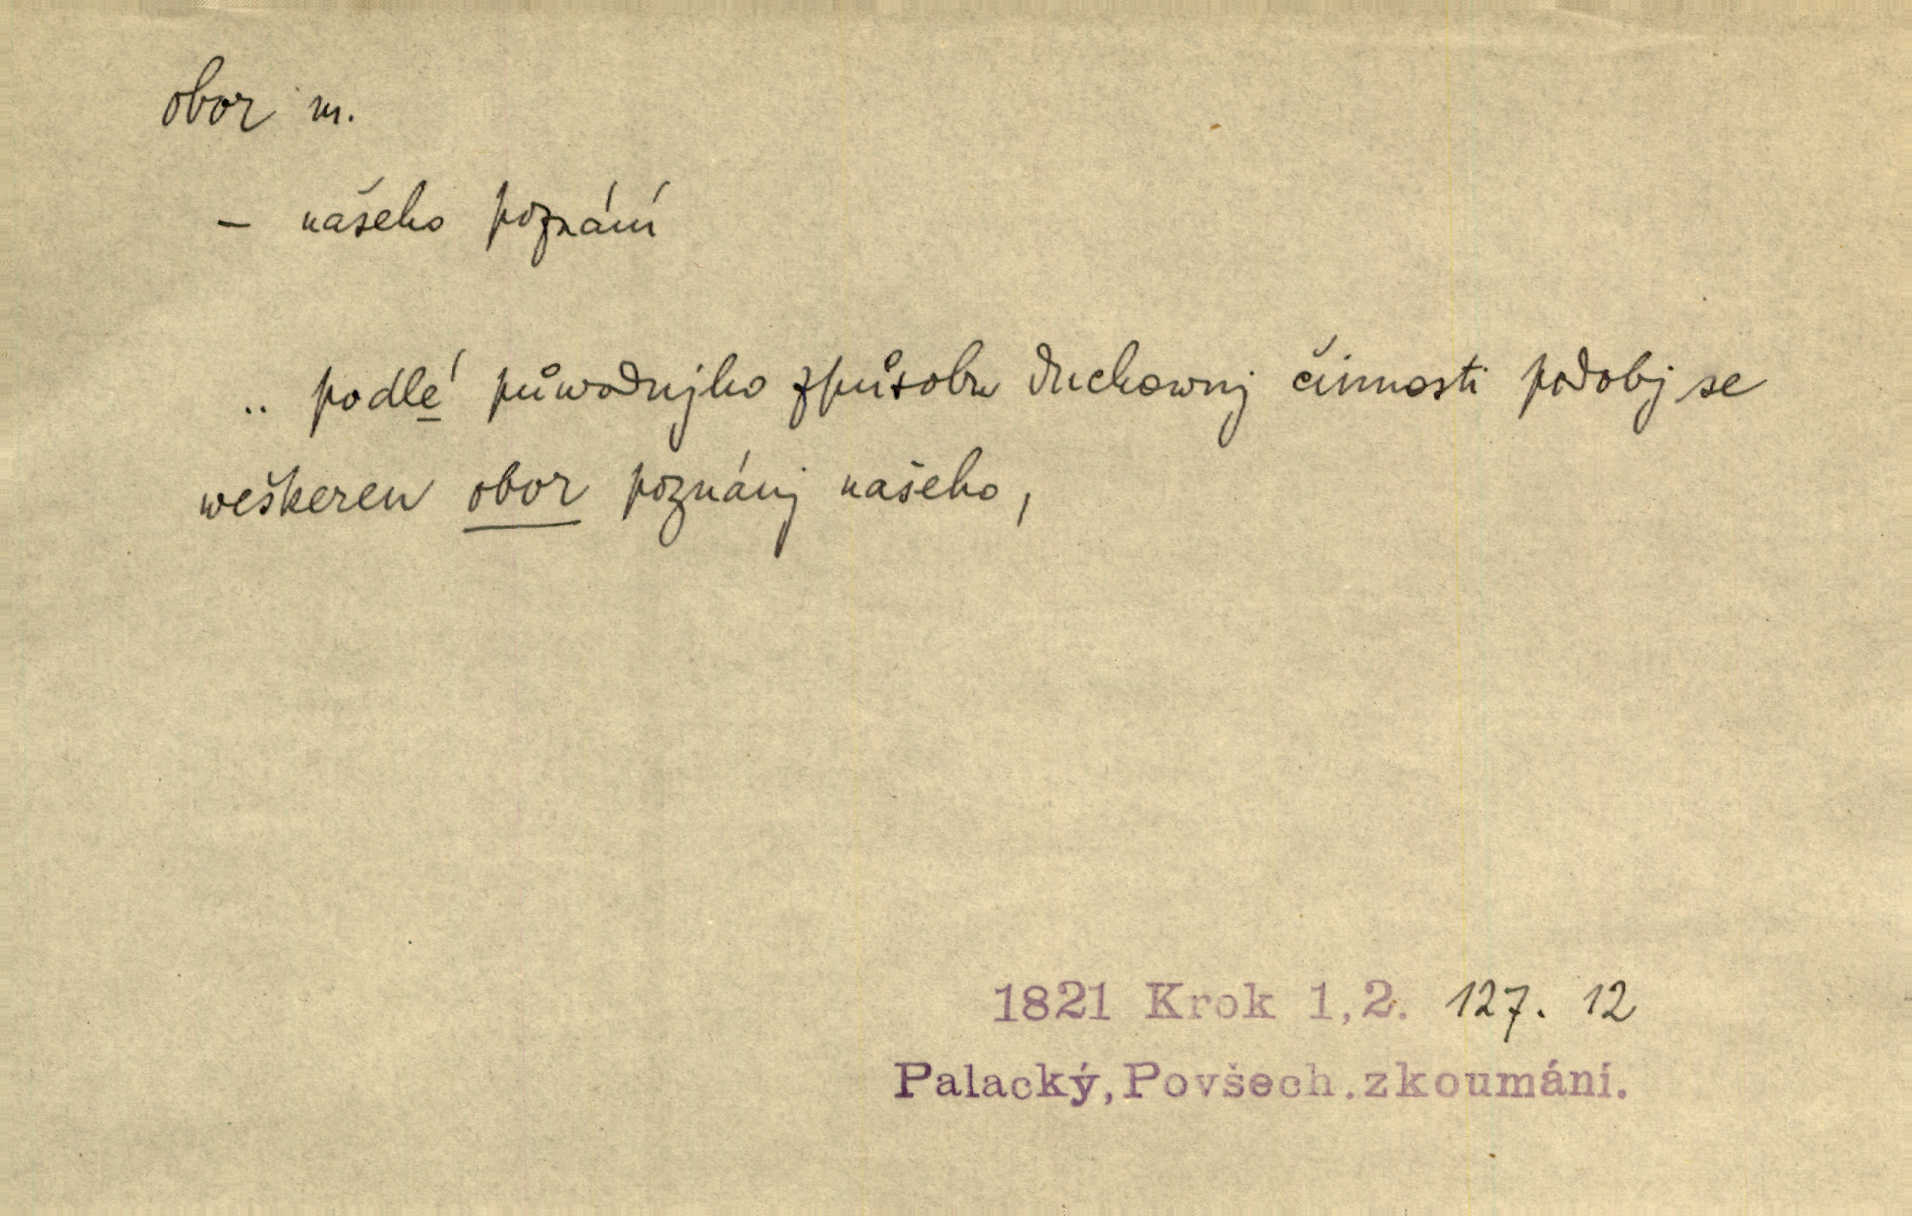 obor m.
– našeho poznání
.. podlé půwodnjho způsobu duchownj činnosti podobj se
weškeren obor poznánj našeho,
1821 Krok 1,2. 127. 12
Palacký, Povšech. zkoumání.